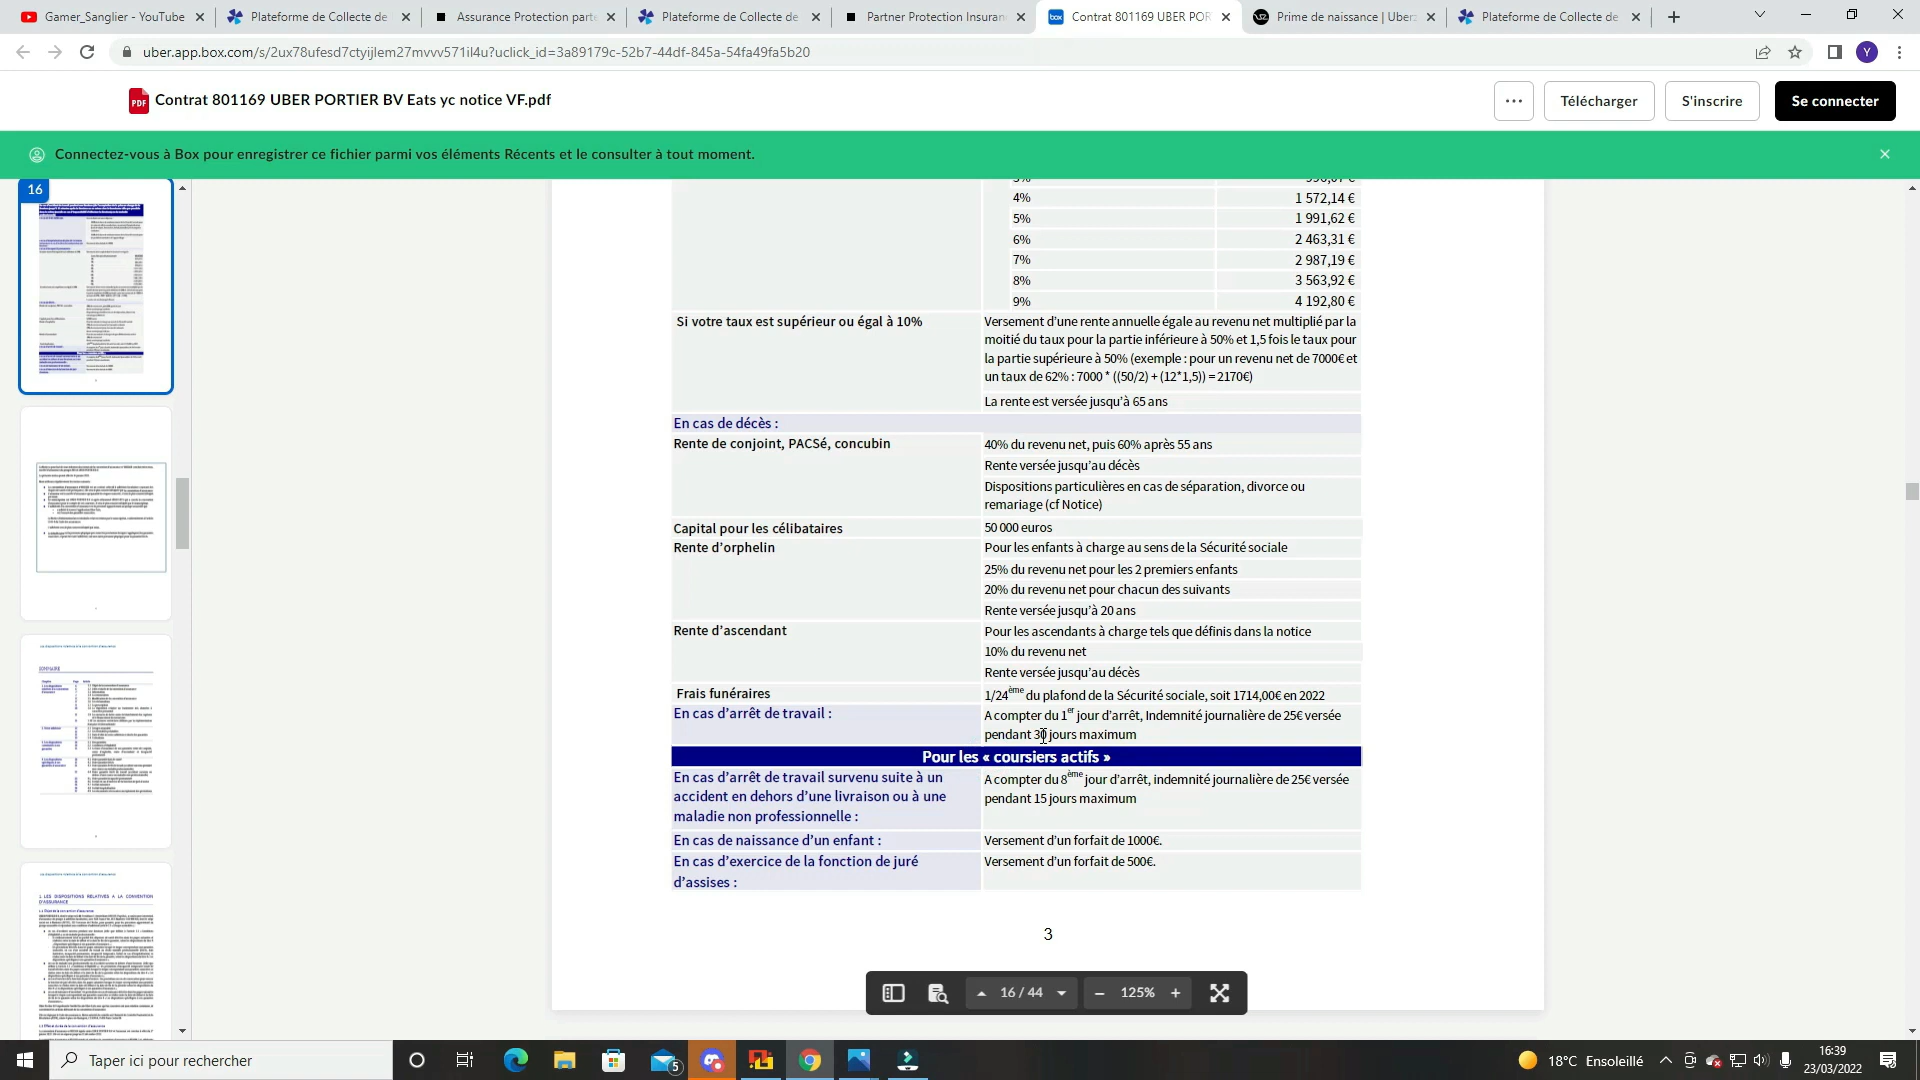 Gamer_Sanglier - YouTube
Plateforme de Collecte de
Assurance Protection parte
Plateforme de Collecte de
Partner Protection Insuran
Contrat 801169 UBER POR
Prime de naissance | Uber
Plateforme de Collecte de
uber.app.box.com/s/2ux78ufesd7ctyijlem27mvvv571il4u?uclick_id=3a89179c-52b7-44df-845a-54fa49fa5b20
Y
PDF
Contrat 801169 UBER PORTIER BV Eats yc notice VF.pdf
Télécharger
S'inscrire
Se connecter
Connectez-vous à Box pour enregistrer ce fichier parmi vos éléments Récents et le consulter à tout moment.
16
4% 1 572,14 €
5% 1 991,62 €
6% 2 463,31 €
7% 2 987,19 €
8% 3 563,92 €
9% 4 192,80 €
Si votre taux est supérieur ou égal à 10%
Versement d'une rente annuelle égale au revenu net multiplié par la
moitié du taux pour la partie inférieure à 50% et 1,5 fois le taux pour
la partie supérieure à 50% (exemple : pour un revenu net de 7000€ et
un taux de 62% : 7000 * ((50/2) + (12*1,5)) = 2170€)
La rente est versée jusqu'à 65 ans
En cas de décès :
Rente de conjoint, PACSé, concubin
40% du revenu net, puis 60% après 55 ans
Rente versée jusqu'au décès
Dispositions particulières en cas de séparation, divorce ou
remariage (cf Notice)
Capital pour les célibataires
50 000 euros
Rente d'orphelin
Pour les enfants à charge au sens de la Sécurité sociale
25% du revenu net pour les 2 premiers enfants
20% du revenu net pour chacun des suivants
Rente versée jusqu'à 20 ans
Rente d'ascendant
Pour les ascendants à charge tels que définis dans la notice
10% du revenu net
Rente versée jusqu'au décès
Frais funéraires
1/24ème du plafond de la Sécurité sociale, soit 1714,00€ en 2022
En cas d'arrêt de travail :
A compter du 1er jour d'arrêt, Indemnité journalière de 25€ versée
pendant 30 jours maximum
Pour les « coursiers actifs »
En cas d'arrêt de travail survenu suite à un
accident en dehors d'une livraison ou à une
maladie non professionnelle :
A compter du 8ème jour d'arrêt, indemnité journalière de 25€ versée
pendant 15 jours maximum
En cas de naissance d'un enfant :
Versement d'un forfait de 1000€.
En cas d'exercice de la fonction de juré
d'assises :
Versement d'un forfait de 500€.
3
16 / 44
125%
Taper ici pour rechercher
5
18°C Ensoleillé
16:39
23/03/2022